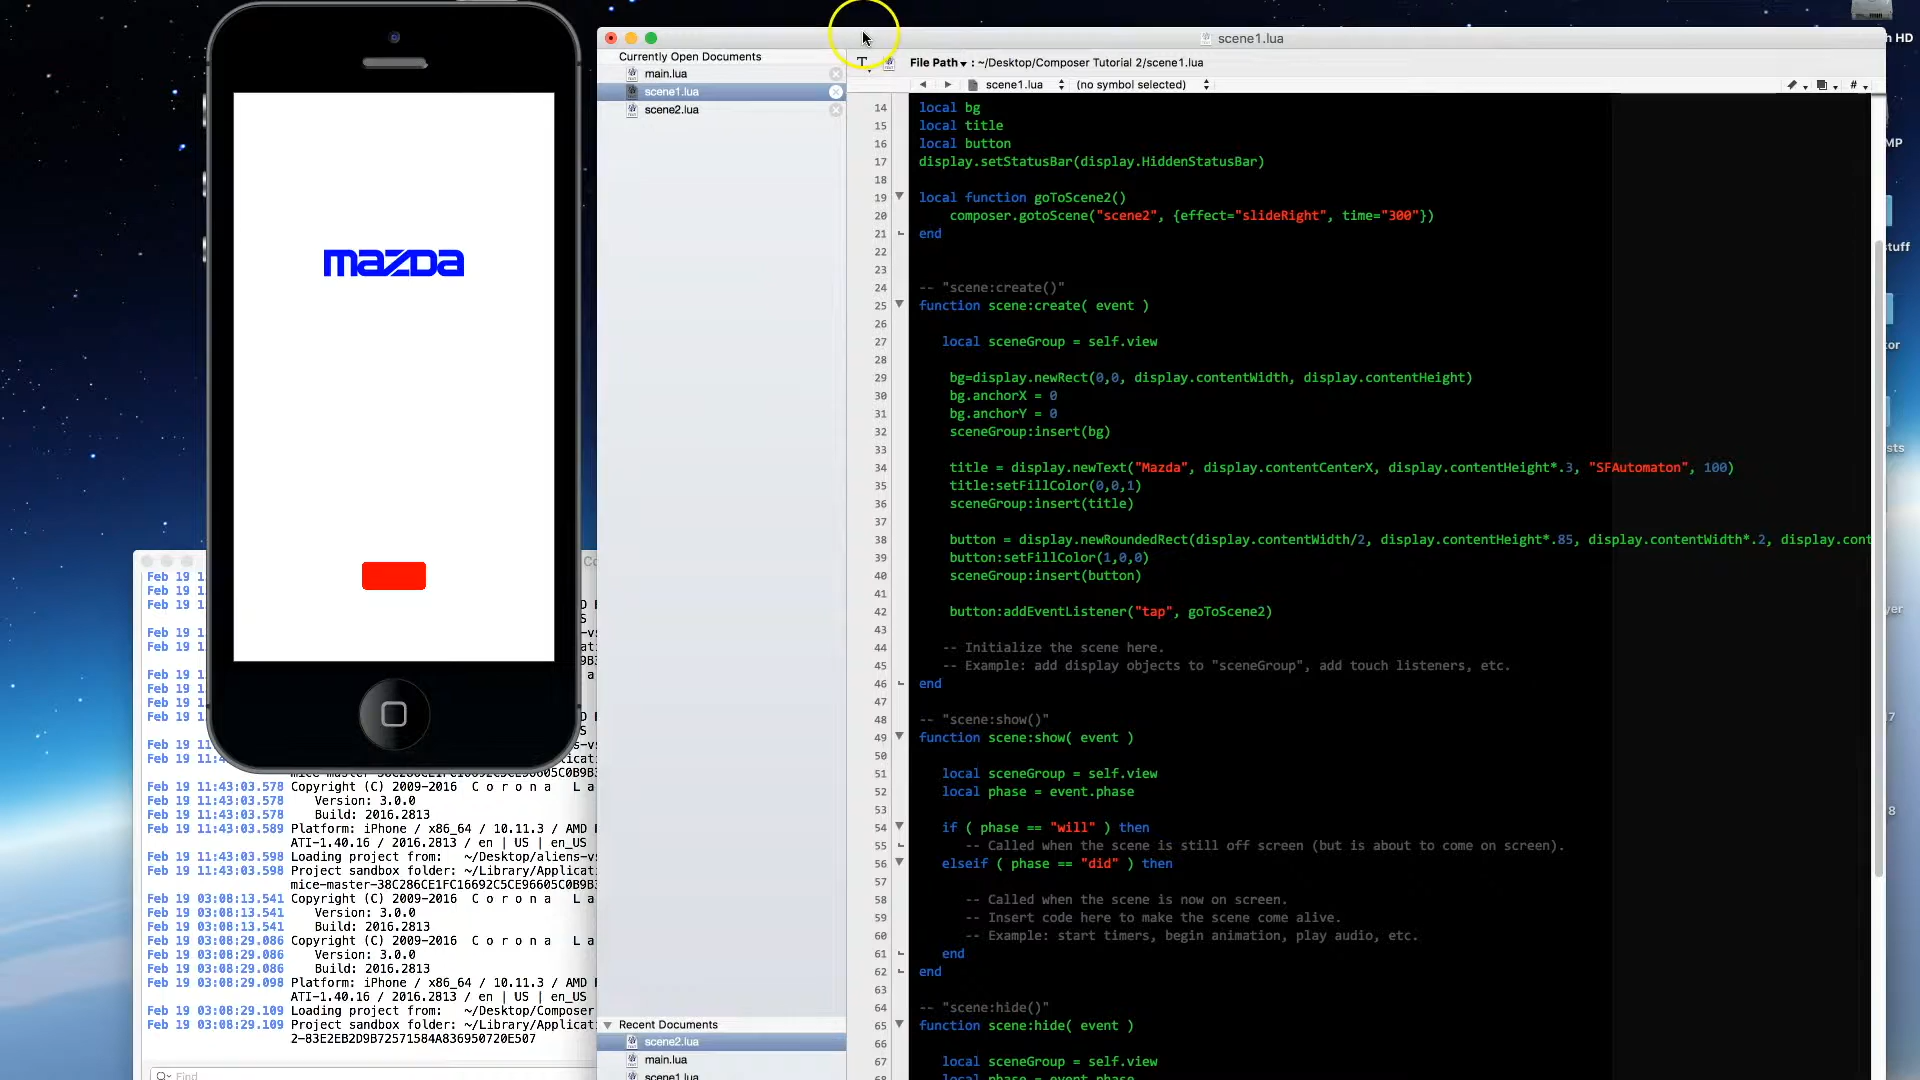 mazda
scene1.lua
Currently Open Documents
main.lua
scene1.lua
scene2.lua
File Path : ~/Desktop/Composer Tutorial 2/scene1.lua
scene1.lua (no symbol selected) #
14 local bg
15 local title
16 local button
17 display.setStatusBar(display.HiddenStatusBar)
18
19 local function goToScene2()
20 composer.gotoScene("scene2", {effect="slideRight", time="300"})
21 end
22
23
24 -- "scene:create()"
25 function scene:create( event )
26
27 local sceneGroup = self.view
28
29 bg=display.newRect(0,0, display.contentWidth, display.contentHeight)
30 bg.anchorX = 0
31 bg.anchorY = 0
32 sceneGroup:insert(bg)
33
34 title = display.newText("Mazda", display.contentCenterX, display.contentHeight*.3, "SFAutomaton", 100)
35 title:setFillColor(0,0,1)
36 sceneGroup:insert(title)
37
38 button = display.newRoundedRect(display.contentWidth/2, display.contentHeight*.85, display.contentWidth*.2, display.cont
39 button:setFillColor(1,0,0)
40 sceneGroup:insert(button)
41
42 button:addEventListener("tap", goToScene2)
43
44 -- Initialize the scene here.
45 -- Example: add display objects to "sceneGroup", add touch listeners, etc.
46 end
47
48 -- "scene:show()"
49 function scene:show( event )
50
51 local sceneGroup = self.view
52 local phase = event.phase
53
54 if ( phase == "will" ) then
55 -- Called when the scene is still off screen (but is about to come on screen).
56 elseif ( phase == "did" ) then
57
58 -- Called when the scene is now on screen.
59 -- Insert code here to make the scene come alive.
60 -- Example: start timers, begin animation, play audio, etc.
61 end
62 end
63
64 -- "scene:hide()"
65 function scene:hide( event )
66
67 local sceneGroup = self.view
Feb 19 11:43:03.578 Copyright (C) 2009-2016 C o r o n a L a
Feb 19 11:43:03.578 Version: 3.0.0
Feb 19 11:43:03.578 Build: 2016.2813
Feb 19 11:43:03.589 Platform: iPhone / x86_64 / 10.11.3 / AMD
ATI-1.40.16 / 2016.2813 / en | US | en_US
Feb 19 11:43:03.598 Loading project from: ~/Desktop/aliens-vs
Feb 19 11:43:03.598 Project sandbox folder: ~/Library/Applicat
mice-master-38C286CE1FC16692C5CE96605C0B9B3
Feb 19 03:08:13.541 Copyright (C) 2009-2016 C o r o n a L a
Feb 19 03:08:13.541 Version: 3.0.0
Feb 19 03:08:13.541 Build: 2016.2813
Feb 19 03:08:29.086 Copyright (C) 2009-2016 C o r o n a L a
Feb 19 03:08:29.086 Version: 3.0.0
Feb 19 03:08:29.086 Build: 2016.2813
Feb 19 03:08:29.098 Platform: iPhone / x86_64 / 10.11.3 / AMD
ATI-1.40.16 / 2016.2813 / en | US | en_US
Feb 19 03:08:29.109 Loading project from: ~/Desktop/Composer
Feb 19 03:08:29.109 Project sandbox folder: ~/Library/Applicat
2-83E2EB2D9B72571584A836950720E507
Find
Recent Documents
scene2.lua
main.lua
scene1.lua
HD